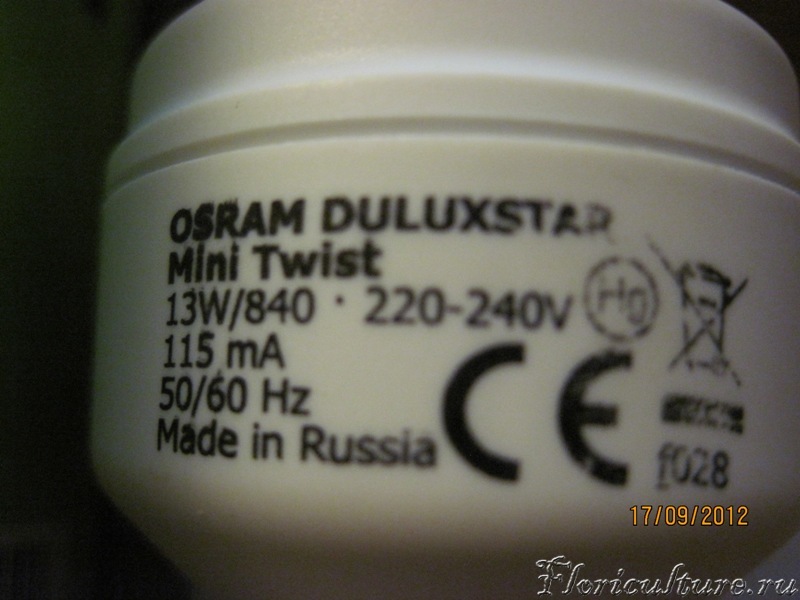 OSRAM DULUXSTAR
Mini Twist
13W/840 · 220-240V Hg
115 mA
50/60 Hz
Made in Russia
CE
f028
17/09/2012
Floriculture.ru